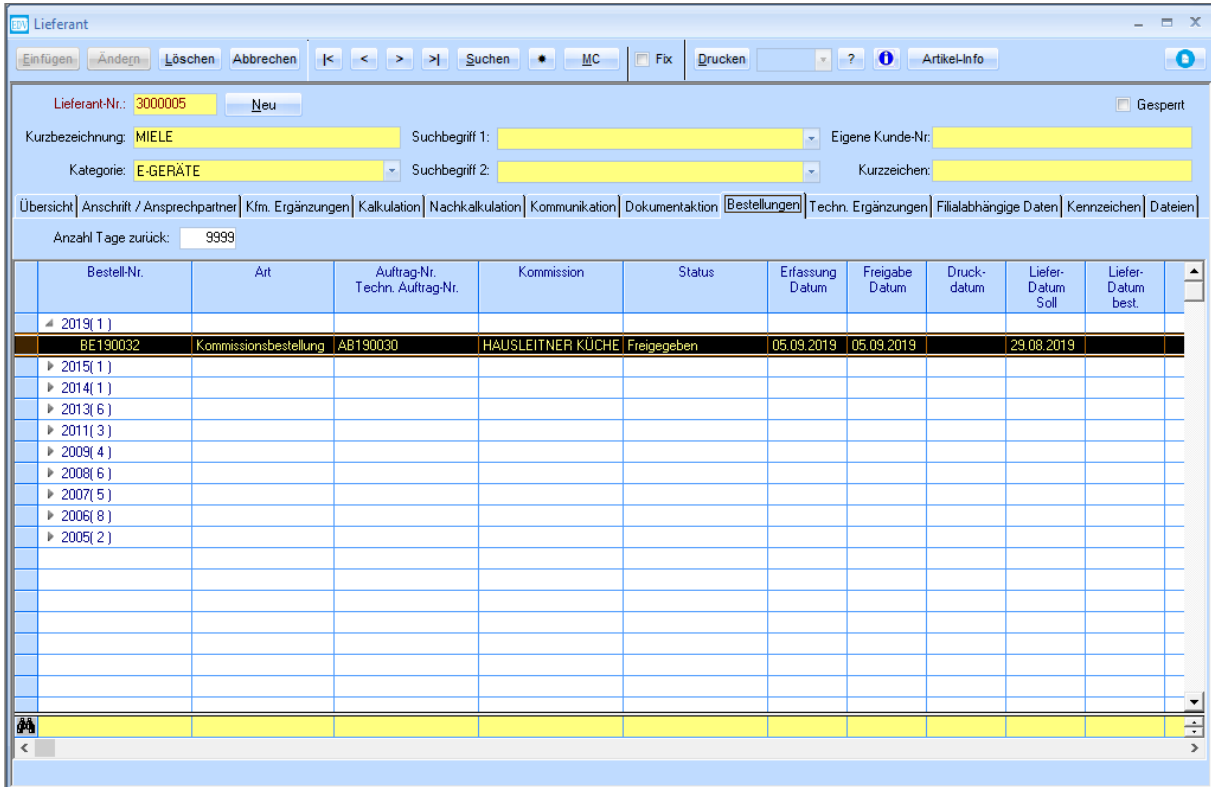 Lieferant
Einfügen Ändern Löschen Abbrechen |< < > >| Suchen * MC Fix Drucken ? i Artikel-Info
Lieferant-Nr.: 3000005 Neu Gesperrt
Kurzbezeichnung: MIELE Suchbegriff 1: Eigene Kunde-Nr:
Kategorie: E-GERÄTE Suchbegriff 2: Kurzzeichen:
Übersicht Anschrift / Ansprechpartner Kfm. Ergänzungen Kalkulation Nachkalkulation Kommunikation Dokumentaktion Bestellungen Techn. Ergänzungen Filialabhängige Daten Kennzeichen Dateien
Anzahl Tage zurück: 9999
Bestell-Nr. Art Auftrag-Nr. Kommission Status Erfassung Freigabe Druck- Liefer- Liefer-
Techn. Auftrag-Nr. Datum Datum datum Datum Datum
Soll best.
2019( 1 )
BE190032 Kommissionsbestellung AB190030 HAUSLEITNER KÜCHE Freigegeben 05.09.2019 05.09.2019 29.08.2019
2015( 1 )
2014( 1 )
2013( 6 )
2011( 3 )
2009( 4 )
2008( 6 )
2007( 5 )
2006( 8 )
2005( 2 )